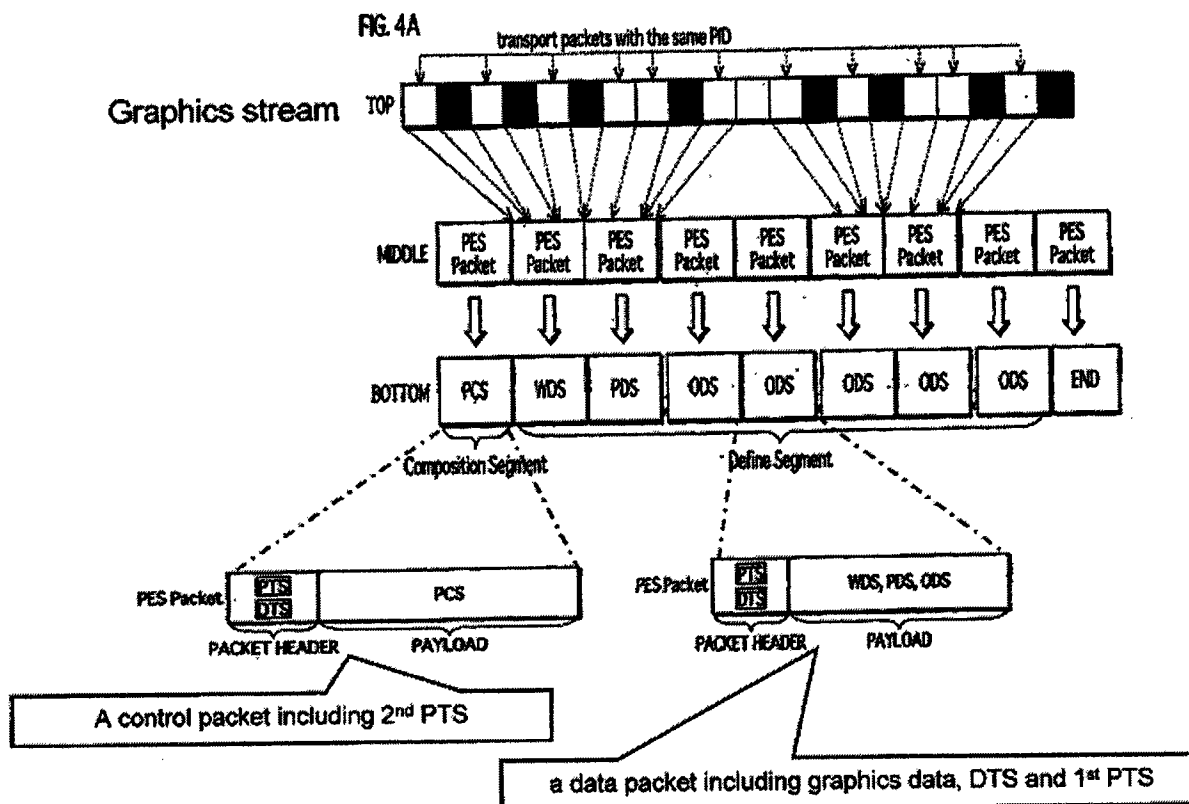 FIG. 4A
transport packets with the same PID
Graphics stream
TOP
MIDDLE
PES Packet PES Packet PES Packet PES Packet PES Packet PES Packet PES Packet PES Packet PES Packet
BOTTOM
PCS WDS PDS ODS ODS ODS ODS ODS END
Composition Segment
Define Segment
PES Packet
PTS
DTS
PCS
PACKET HEADER
PAYLOAD
PES Packet
PTS
DTS
WDS, PDS, ODS
PACKET HEADER
PAYLOAD
A control packet including 2nd PTS
a data packet including graphics data, DTS and 1st PTS